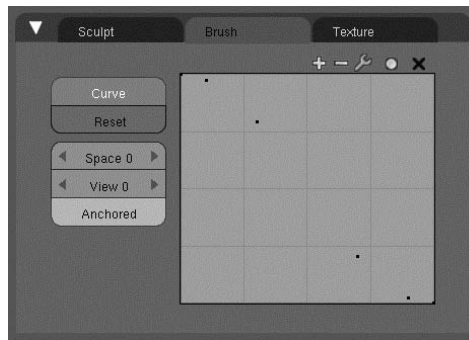 Sculpt Brush Texture
Curve
Reset
Space 0
View 0
Anchored